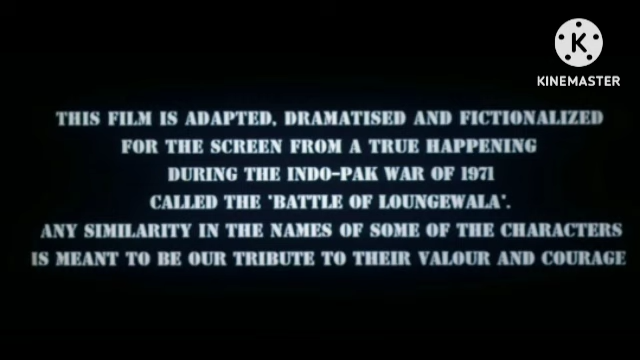 K
KINEMASTER
THIS FILM IS ADAPTED, DRAMATISED AND FICTIONALIZED
FOR THE SCREEN FROM A TRUE HAPPENING
DURING THE INDO-PAK WAR OF 1971
CALLED THE 'BATTLE OF LOUNGEWALA'.
ANY SIMILARITY IN THE NAMES OF SOME OF THE CHARACTERS
IS MEANT TO BE OUR TRIBUTE TO THEIR VALOUR AND COURAGE